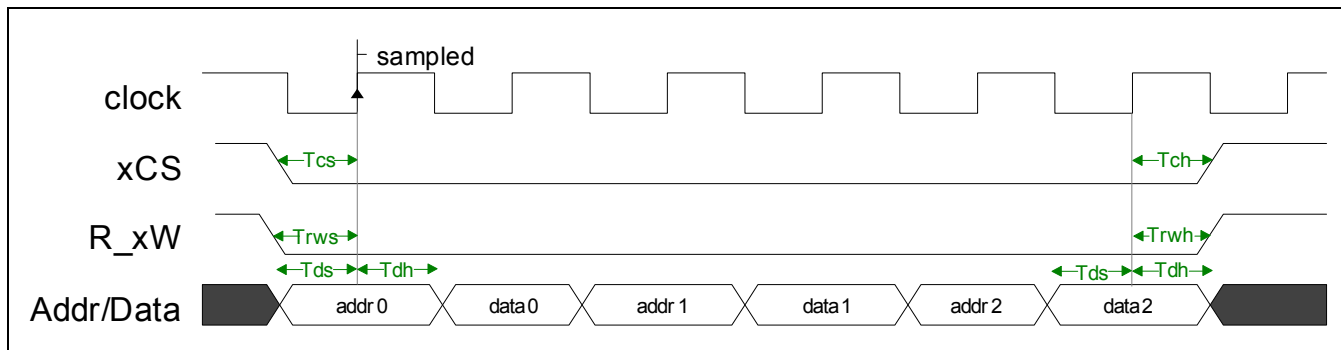 sampled
clock
Tcs Tch
xCS
Trws Trwh
R_xW
Tds Tdh Tds Tdh
Addr/Data addr 0 data 0 addr 1 data 1 addr 2 data 2